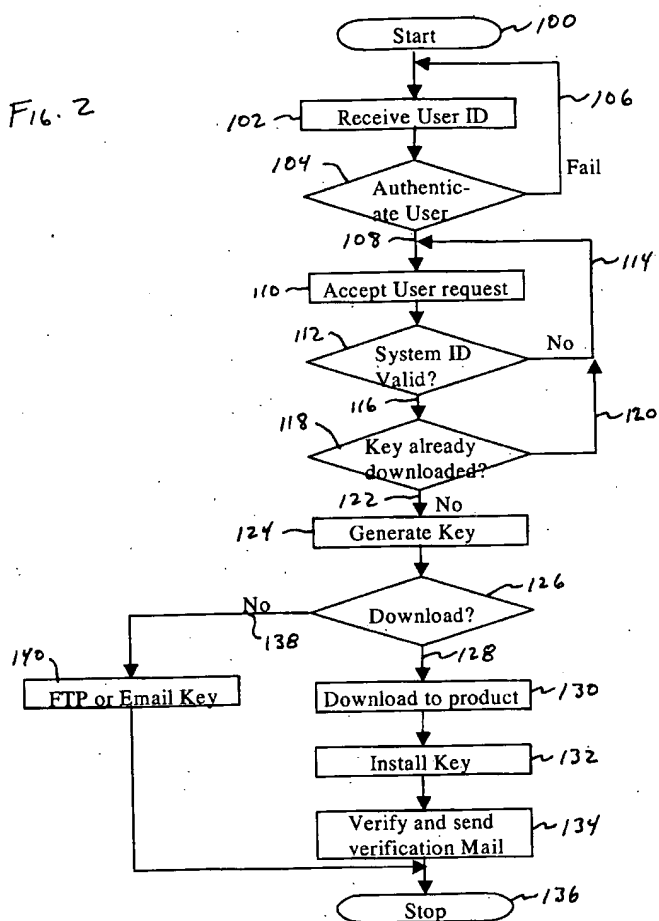 Start
100
FIG. 2
106
102
Receive User ID
104
Fail
Authentic-
ate User
108
114
110
Accept User request
112
No
System ID
Valid?
116
120
118
Key already
downloaded?
122
No
124
Generate Key
126
No
Download?
138
128
140
FTP or Email Key
Download to product
130
Install Key
132
Verify and send
verification Mail
134
136
Stop